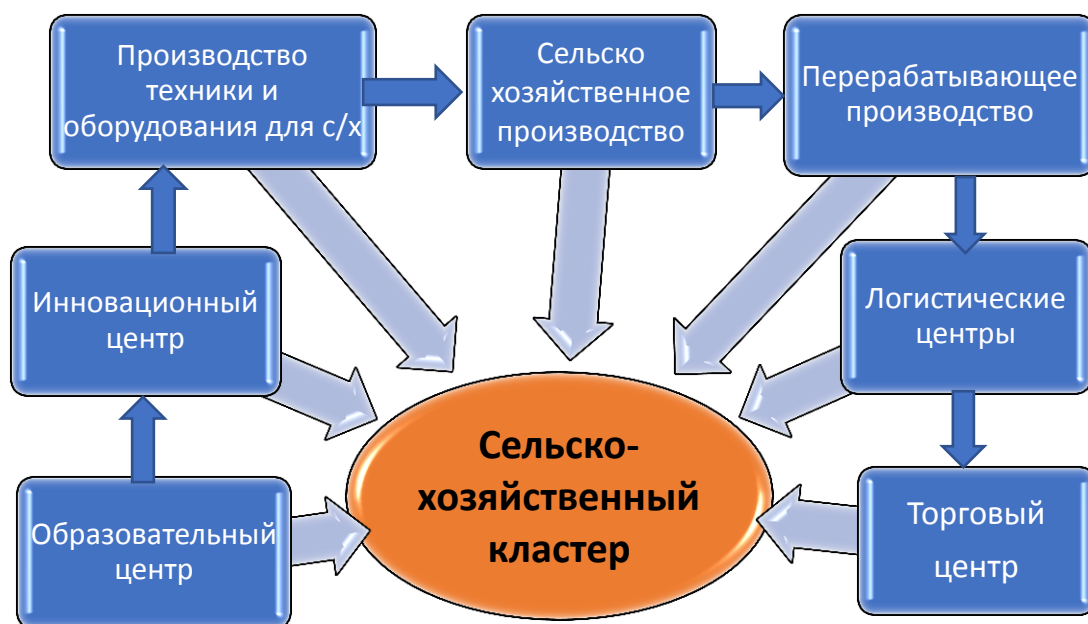 Производство
техники и
оборудования для с/х
Сельско
хозяйственное
производство
Перерабатывающее
производство
Инновационный
центр
Логистические
центры
Сельско-
хозяйственный
кластер
Образовательный
центр
Торговый
центр